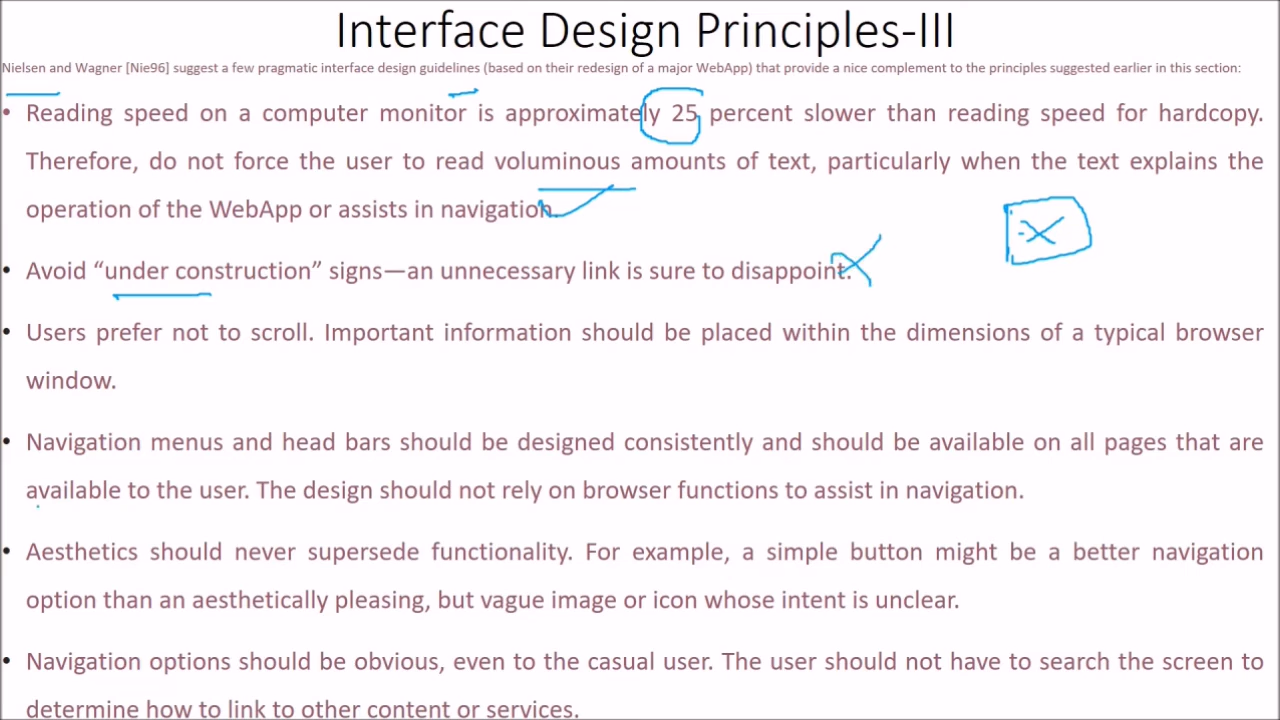 Interface Design Principles-III
Nielsen and Wagner [Nie96] suggest a few pragmatic interface design guidelines (based on their redesign of a major WebApp) that provide a nice complement to the principles suggested earlier in this section:
• Reading speed on a computer monitor is approximately 25 percent slower than reading speed for hardcopy.
Therefore, do not force the user to read voluminous amounts of text, particularly when the text explains the
operation of the WebApp or assists in navigation.
• Avoid “under construction” signs—an unnecessary link is sure to disappoint.
• Users prefer not to scroll. Important information should be placed within the dimensions of a typical browser
window.
• Navigation menus and head bars should be designed consistently and should be available on all pages that are
available to the user. The design should not rely on browser functions to assist in navigation.
• Aesthetics should never supersede functionality. For example, a simple button might be a better navigation
option than an aesthetically pleasing, but vague image or icon whose intent is unclear.
• Navigation options should be obvious, even to the casual user. The user should not have to search the screen to
determine how to link to other content or services.